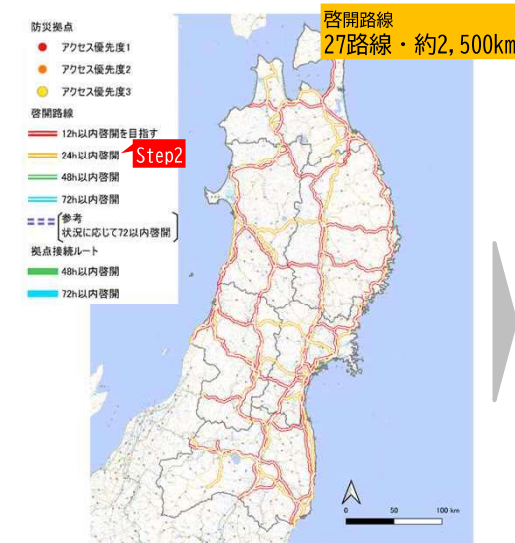 啓開路線
27路線・約2,500km
防災拠点
アクセス優先度1
アクセス優先度2
アクセス優先度3
啓開路線
12h以内啓開を目指す
24h以内啓開
Step2
48h以内啓開
72h以内啓開
参考
状況に応じて72以内啓開
拠点接続ルート
48h以内啓開
72h以内啓開
0 50 100 km